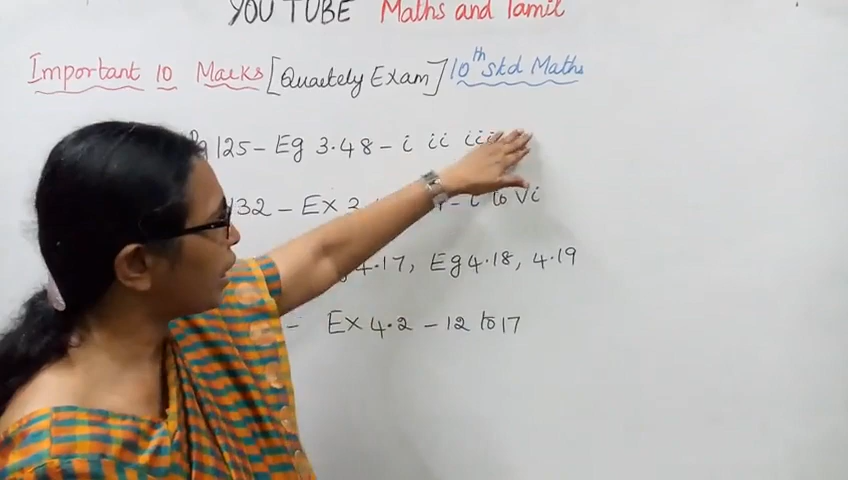 YOU TUBE Maths and Tamil
Important 10 Marks [Quaetely Exam] 10th Std Maths
125 - Eg 3.48 - i ii iii
132 - Ex 3. - i to vi
4.17, Eg 4.18, 4.19
- Ex 4.2 - 12 to 17